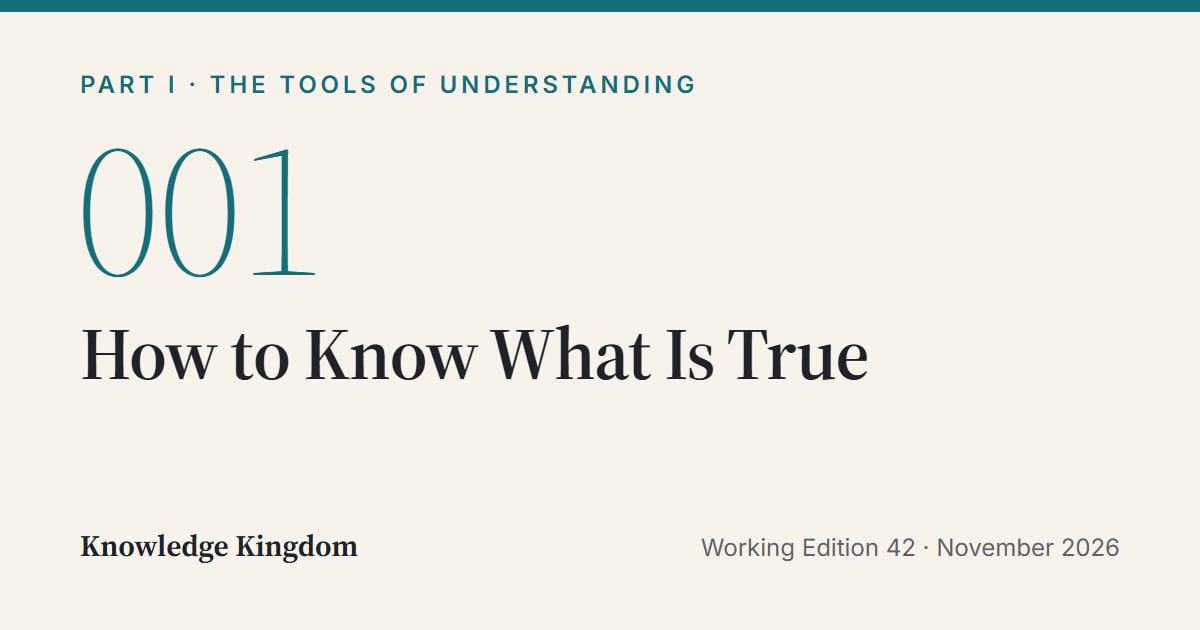 PART I · THE TOOLS OF UNDERSTANDING
001
How to Know What Is True
Knowledge Kingdom
Working Edition 42 · November 2026